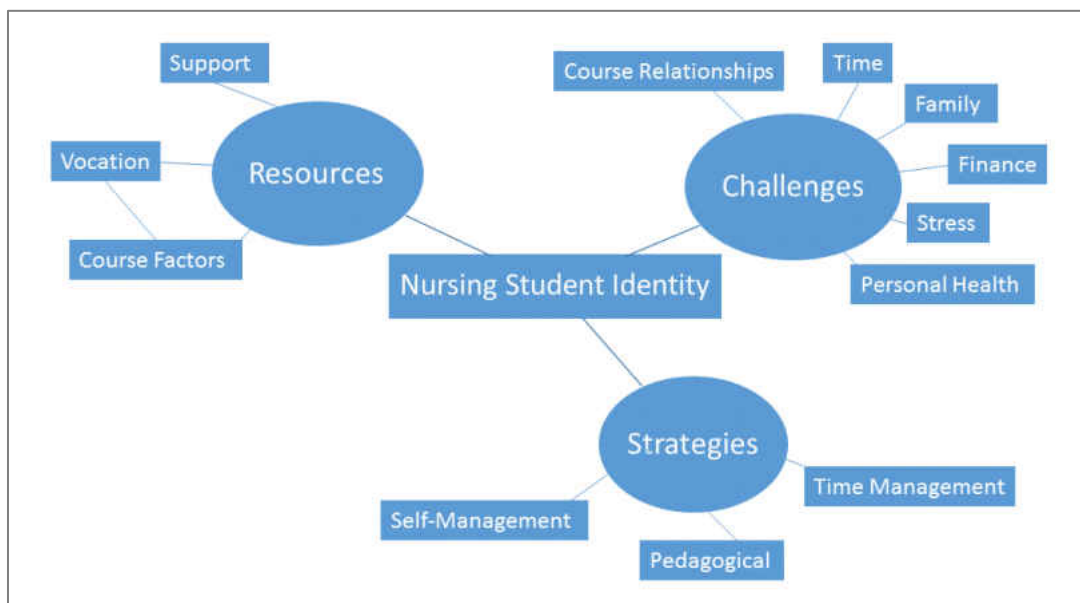 Support
Vocation
Course Factors
Resources
Course Relationships
Time
Family
Finance
Stress
Personal Health
Challenges
Nursing Student Identity
Strategies
Self-Management
Pedagogical
Time Management